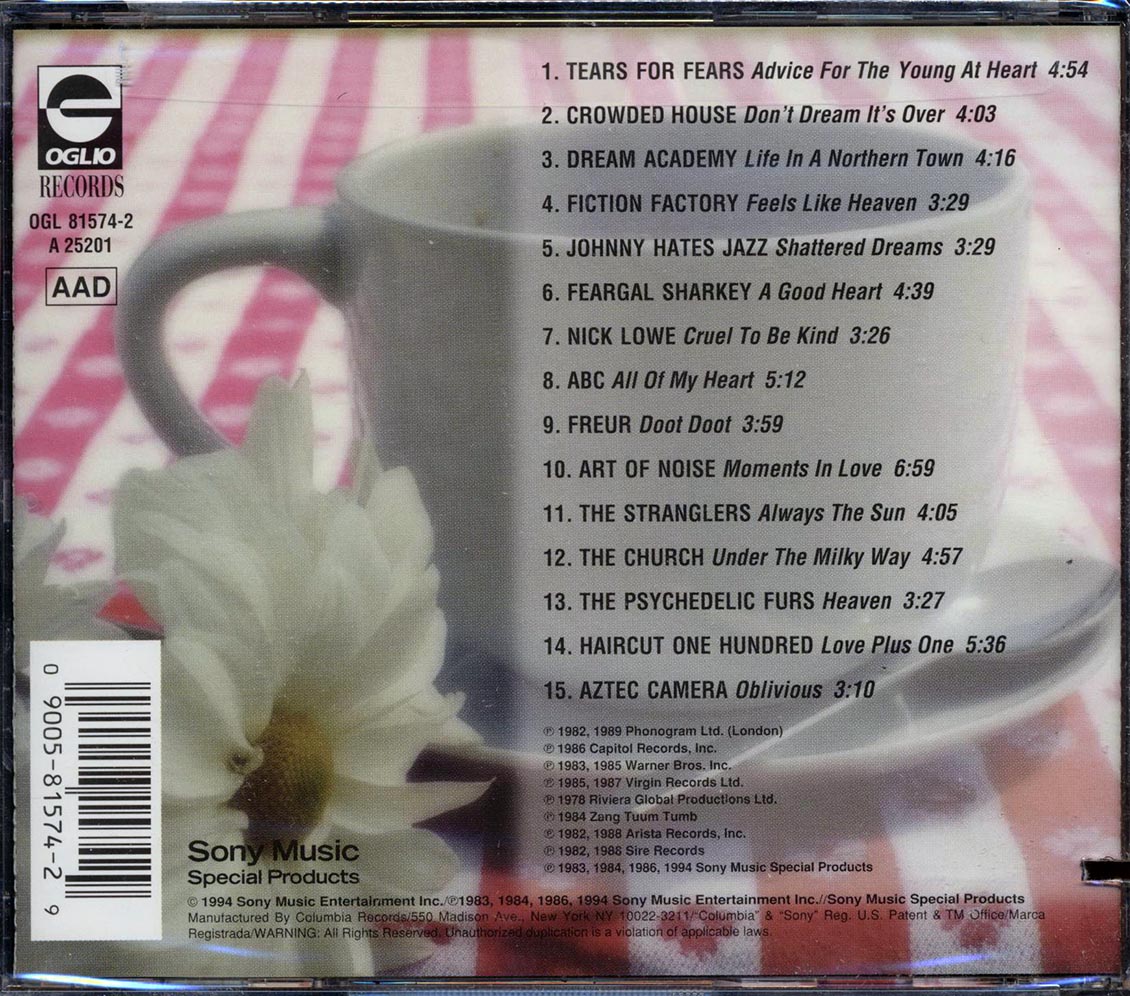 OGLIO
RECORDS
OGL 81574-2
A 25201
AAD
1. TEARS FOR FEARS Advice For The Young At Heart 4:54
2. CROWDED HOUSE Don't Dream It's Over 4:03
3. DREAM ACADEMY Life In A Northern Town 4:16
4. FICTION FACTORY Feels Like Heaven 3:29
5. JOHNNY HATES JAZZ Shattered Dreams 3:29
6. FEARGAL SHARKEY A Good Heart 4:39
7. NICK LOWE Cruel To Be Kind 3:26
8. ABC All Of My Heart 5:12
9. FREUR Doot Doot 3:59
10. ART OF NOISE Moments In Love 6:59
11. THE STRANGLERS Always The Sun 4:05
12. THE CHURCH Under The Milky Way 4:57
13. THE PSYCHEDELIC FURS Heaven 3:27
14. HAIRCUT ONE HUNDRED Love Plus One 5:36
15. AZTEC CAMERA Oblivious 3:10
℗ 1982, 1989 Phonogram Ltd. (London)
℗ 1986 Capitol Records, Inc.
℗ 1983, 1985 Warner Bros. Inc.
℗ 1985, 1987 Virgin Records Ltd.
℗ 1978 Riviera Global Productions Ltd.
℗ 1984 Zang Tuum Tumb
℗ 1982, 1988 Arista Records, Inc.
℗ 1982, 1988 Sire Records
℗ 1983, 1984, 1986, 1994 Sony Music Special Products
0 9005-81574-2 9
Sony Music
Special Products
© 1994 Sony Music Entertainment Inc./℗1983, 1984, 1986, 1994 Sony Music Entertainment Inc.//Sony Music Special Products
Manufactured By Columbia Records/550 Madison Ave., New York NY 10022-3211/"Columbia" & "Sony" Reg. U.S. Patent & TM Office/Marca
Registrada/WARNING: All Rights Reserved. Unauthorized duplication is a violation of applicable laws.